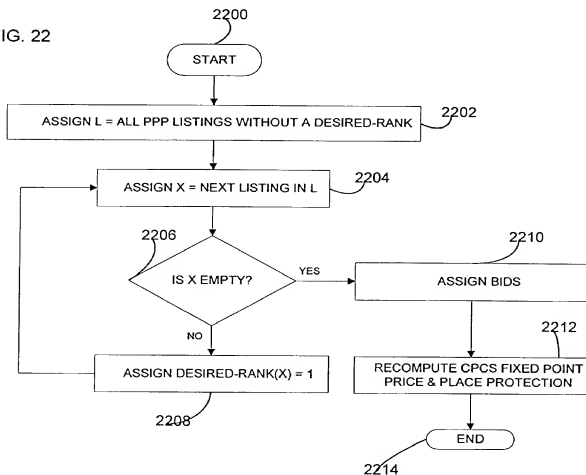 2200
FIG. 22
START
ASSIGN L = ALL PPP LISTINGS WITHOUT A DESIRED-RANK
2202
ASSIGN X = NEXT LISTING IN L
2204
2206
IS X EMPTY?
YES
2210
ASSIGN BIDS
NO
2212
ASSIGN DESIRED-RANK(X) = 1
RECOMPUTE CPCS FIXED POINT
PRICE & PLACE PROTECTION
2208
END
2214